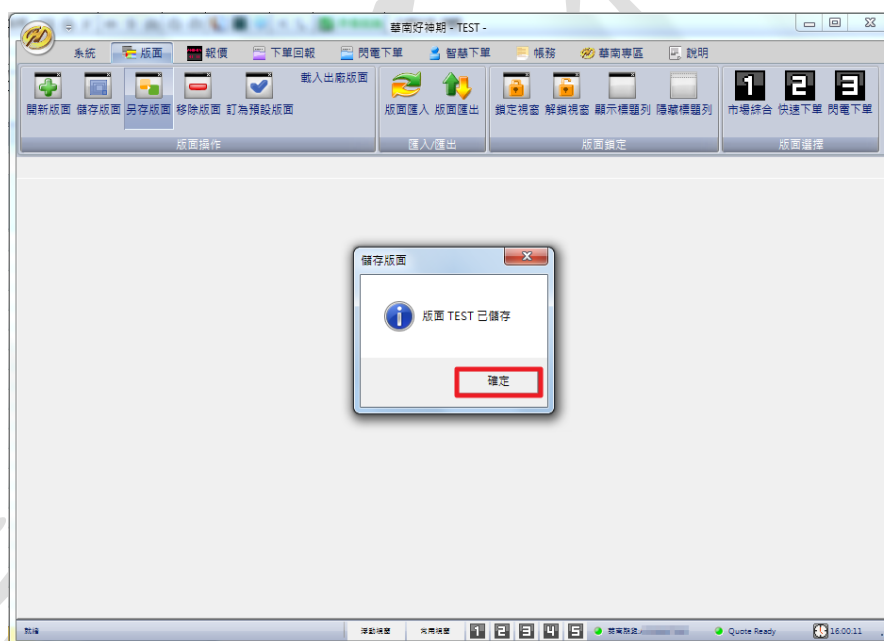 華南好神期 - TEST -
系統 版面 報價 下單回報 閃電下單 智慧下單 帳務 華南專區 說明
開新版面 儲存版面 另存版面 移除版面 訂為預設版面 載入出廠版面 版面匯入 版面匯出 鎖定視窗 解鎖視窗 顯示標題列 隱藏標題列 市場綜合 快速下單 閃電下單
版面操作 匯入/匯出 版面鎖定 版面選擇
儲存版面
版面 TEST 已儲存
確定
就緒 浮動視窗 常用視窗 1 2 3 4 5 Quote Ready 16:00:11